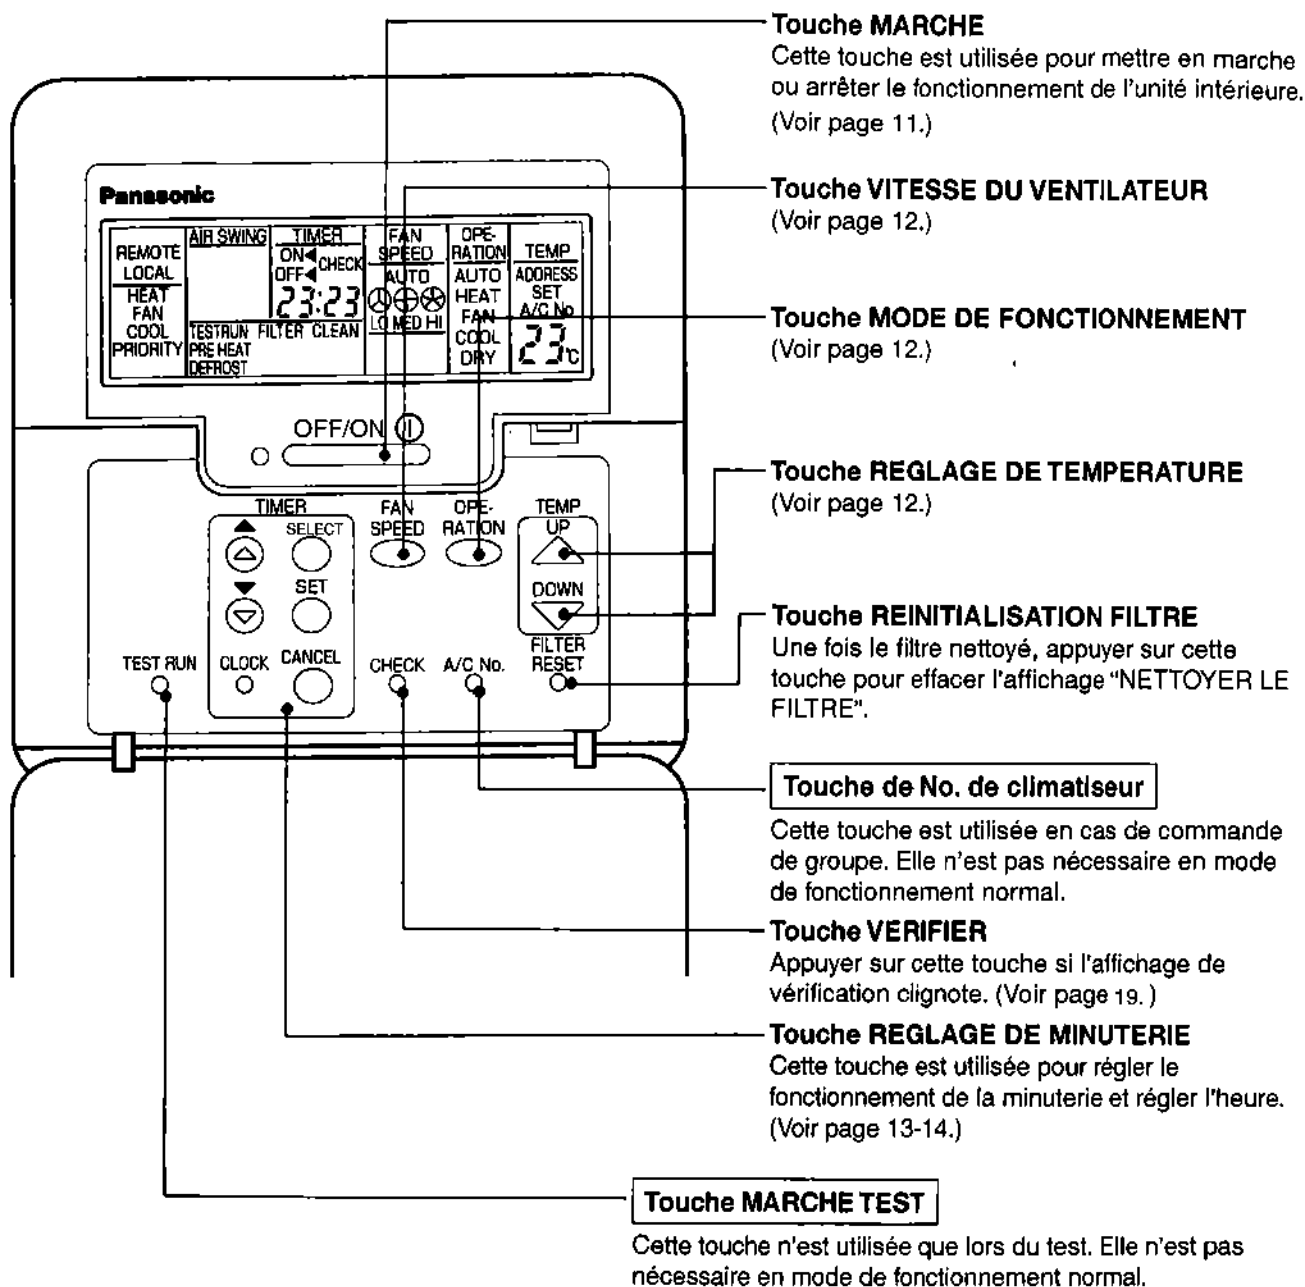 Touche MARCHE
Cette touche est utilisée pour mettre en marche
ou arrêter le fonctionnement de l'unité intérieure.
(Voir page 11.)
Panasonic
Touche VITESSE DU VENTILATEUR
(Voir page 12.)
REMOTE
LOCAL
HEAT
FAN
COOL
PRIORITY
AIR SWING
TIMER
ON◀
OFF◀
CHECK
23:23
TESTRUN FILTER CLEAN
PRE HEAT
DEFROST
FAN
SPEED
AUTO
LO MED HI
OPE-
RATION
AUTO
HEAT
FAN
COOL
DRY
TEMP
ADDRESS
SET
A/C No
23°C
Touche MODE DE FONCTIONNEMENT
(Voir page 12.)
OFF/ON
Touche REGLAGE DE TEMPERATURE
(Voir page 12.)
TIMER
SELECT
SET
CANCEL
CLOCK
TEST RUN
FAN
SPEED
OPE-
RATION
TEMP
UP
DOWN
FILTER
RESET
CHECK
A/C No.
Touche REINITIALISATION FILTRE
Une fois le filtre nettoyé, appuyer sur cette
touche pour effacer l'affichage "NETTOYER LE
FILTRE".
Touche de No. de climatiseur
Cette touche est utilisée en cas de commande
de groupe. Elle n'est pas nécessaire en mode
de fonctionnement normal.
Touche VERIFIER
Appuyer sur cette touche si l'affichage de
vérification clignote. (Voir page 19.)
Touche REGLAGE DE MINUTERIE
Cette touche est utilisée pour régler le
fonctionnement de la minuterie et régler l'heure.
(Voir page 13-14.)
Touche MARCHE TEST
Cette touche n'est utilisée que lors du test. Elle n'est pas
nécessaire en mode de fonctionnement normal.